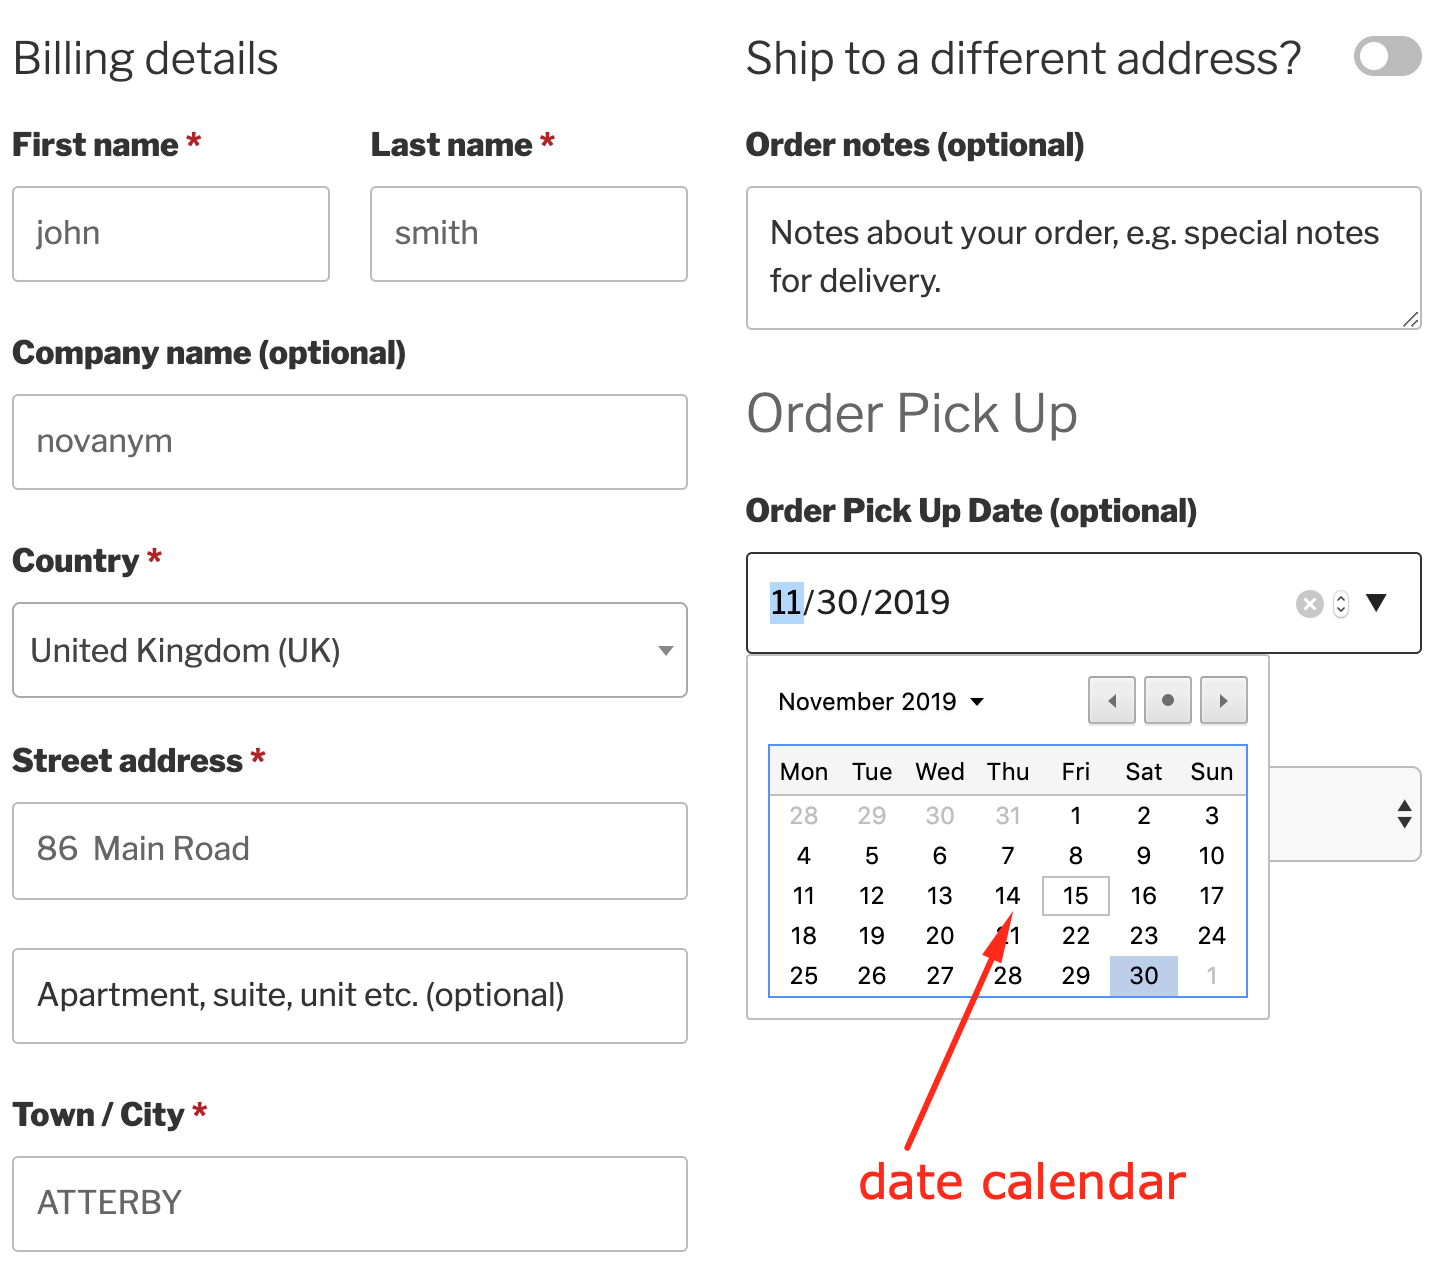 Billing details
First name *
Last name *
john
smith
Company name (optional)
novanym
Country *
United Kingdom (UK)
Street address *
86  Main Road
Apartment, suite, unit etc. (optional)
Town / City *
ATTERBY
Ship to a different address?
Order notes (optional)
Notes about your order, e.g. special notes
for delivery.
Order Pick Up
Order Pick Up Date (optional)
11/30/2019
November 2019
Mon Tue Wed Thu Fri Sat Sun
28 29 30 31 1 2 3
4 5 6 7 8 9 10
11 12 13 14 15 16 17
18 19 20 21 22 23 24
25 26 27 28 29 30 1
date calendar